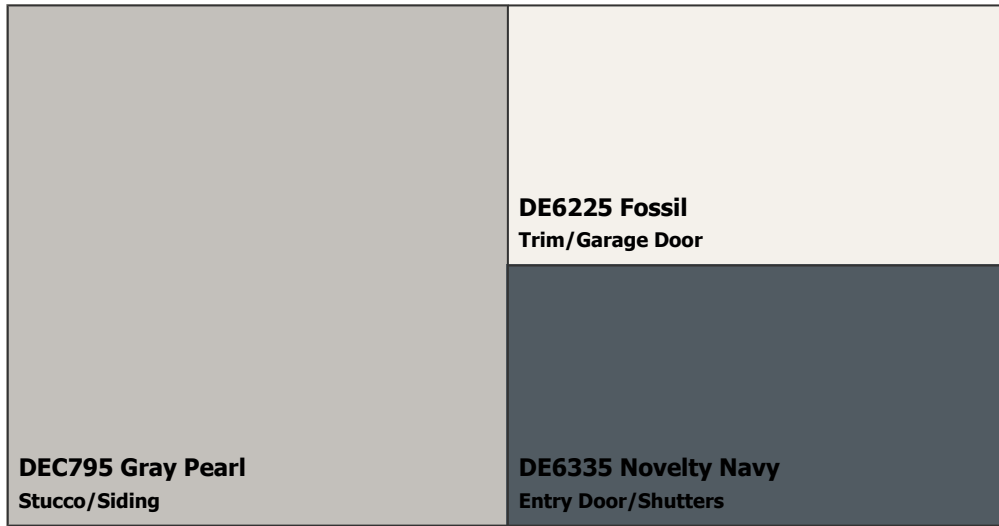 DE6225 Fossil
Trim/Garage Door
DEC795 Gray Pearl
Stucco/Siding
DE6335 Novelty Navy
Entry Door/Shutters